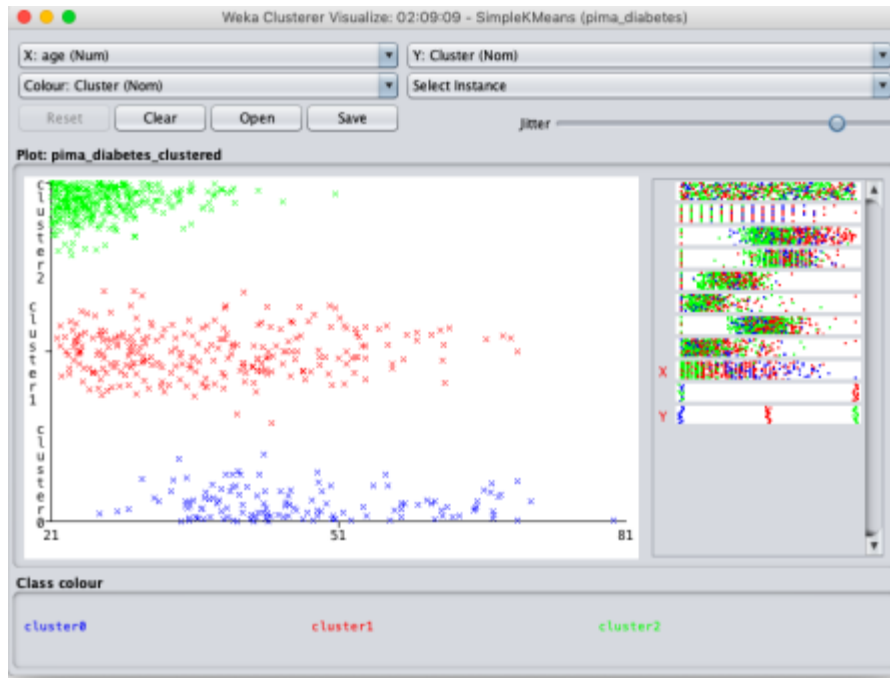 Weka Clusterer Visualize: 02:09:09 - SimpleKMeans (pima_diabetes)
X: age (Num)
Y: Cluster (Nom)
Colour: Cluster (Nom)
Select Instance
Reset
Clear
Open
Save
Jitter
Plot: pima_diabetes_clustered
cluster2
cluster1
cluster0
21
51
81
X
Y
Class colour
cluster0
cluster1
cluster2